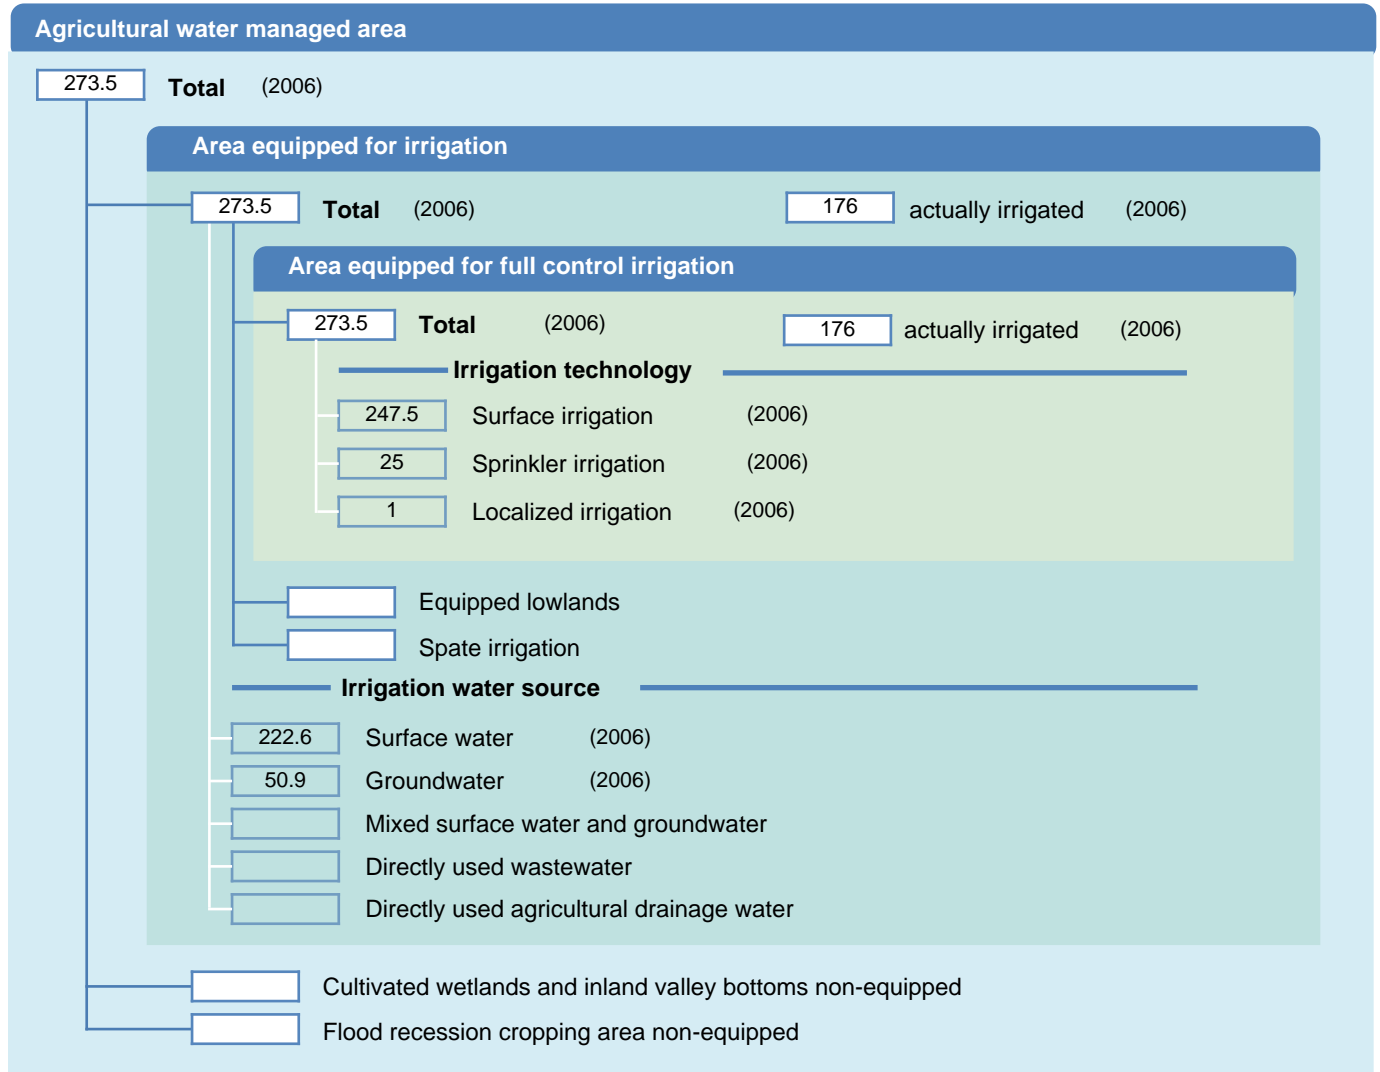 Agricultural water managed area
273.5 Total (2006)
Area equipped for irrigation
273.5 Total (2006) 176 actually irrigated (2006)
Area equipped for full control irrigation
273.5 Total (2006) 176 actually irrigated (2006)
Irrigation technology
247.5 Surface irrigation (2006)
25 Sprinkler irrigation (2006)
1 Localized irrigation (2006)
Equipped lowlands
Spate irrigation
Irrigation water source
222.6 Surface water (2006)
50.9 Groundwater (2006)
Mixed surface water and groundwater
Directly used wastewater
Directly used agricultural drainage water
Cultivated wetlands and inland valley bottoms non-equipped
Flood recession cropping area non-equipped